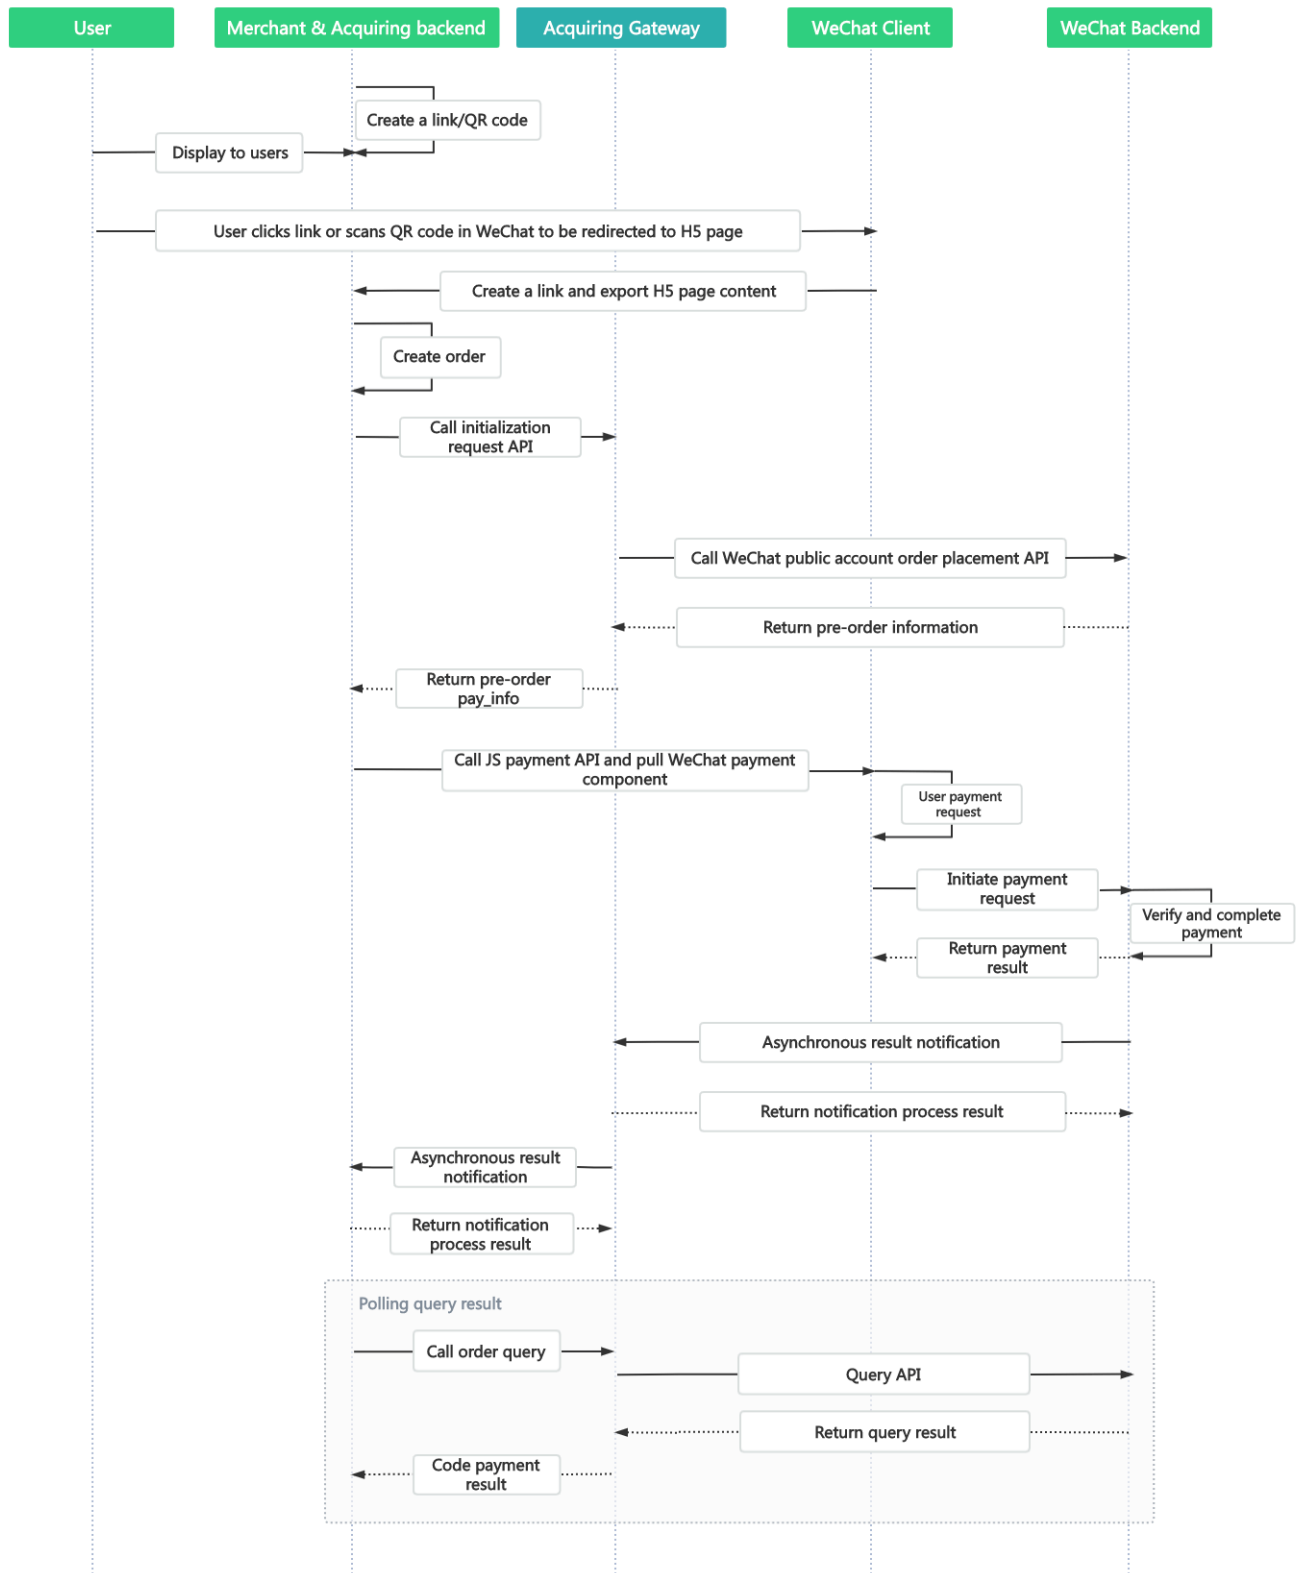 User
Merchant & Acquiring backend
Acquiring Gateway
WeChat Client
WeChat Backend
Create a link/QR code
Display to users
User clicks link or scans QR code in WeChat to be redirected to H5 page
Create a link and export H5 page content
Create order
Call initialization
request API
Call WeChat public account order placement API
Return pre-order information
Return pre-order
pay_info
Call JS payment API and pull WeChat payment
component
User payment
request
Initiate payment
request
Verify and complete
payment
Return payment
result
Asynchronous result notification
Return notification process result
Asynchronous result
notification
Return notification
process result
Polling query result
Call order query
Query API
Return query result
Code payment
result